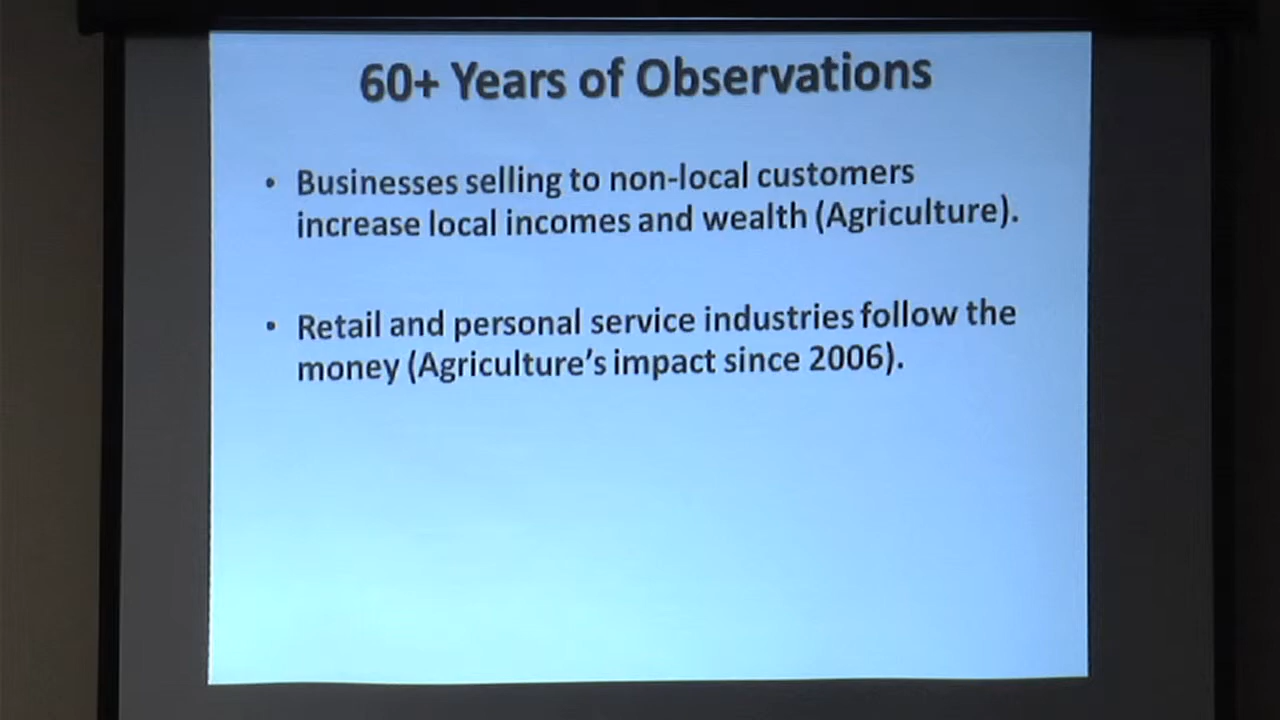 60+ Years of Observations
• Businesses selling to non-local customers
increase local incomes and wealth (Agriculture).
• Retail and personal service industries follow the
money (Agriculture’s impact since 2006).